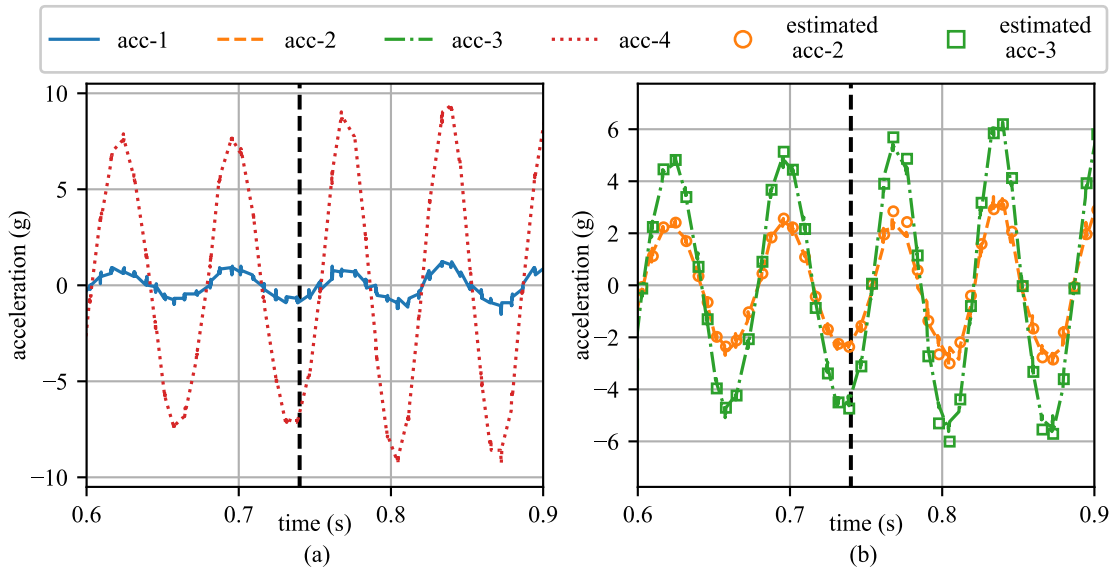 acc-1 acc-2 acc-3 acc-4 estimated acc-2 estimated acc-3
10
5
0
−5
−10
acceleration (g)
0.6 0.7 0.8 0.9
time (s)
(a)
6
4
2
0
−2
−4
−6
acceleration (g)
0.6 0.7 0.8 0.9
time (s)
(b)